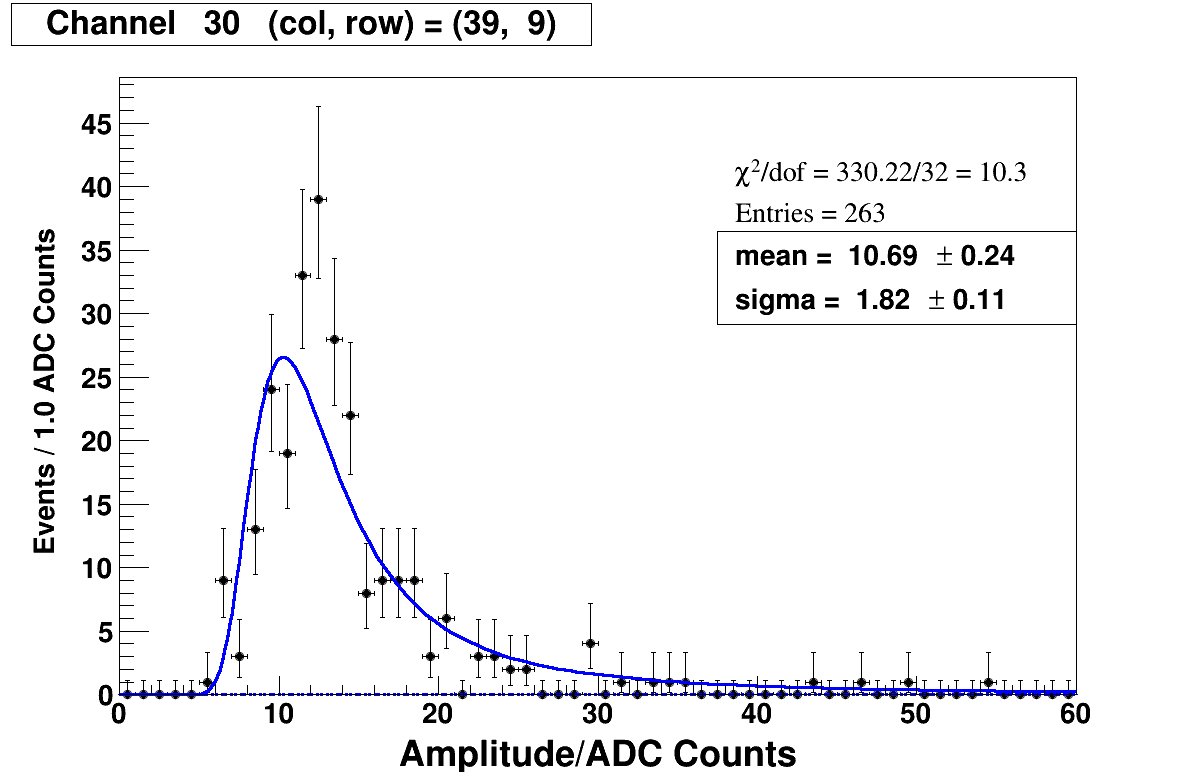 Channel 30 (col, row) = (39, 9)
χ²/dof = 330.22/32 = 10.3
Entries = 263
mean = 10.69 ± 0.24
sigma = 1.82 ± 0.11
Events / 1.0 ADC Counts
45
40
35
30
25
20
15
10
5
0
0 10 20 30 40 50 60
Amplitude/ADC Counts